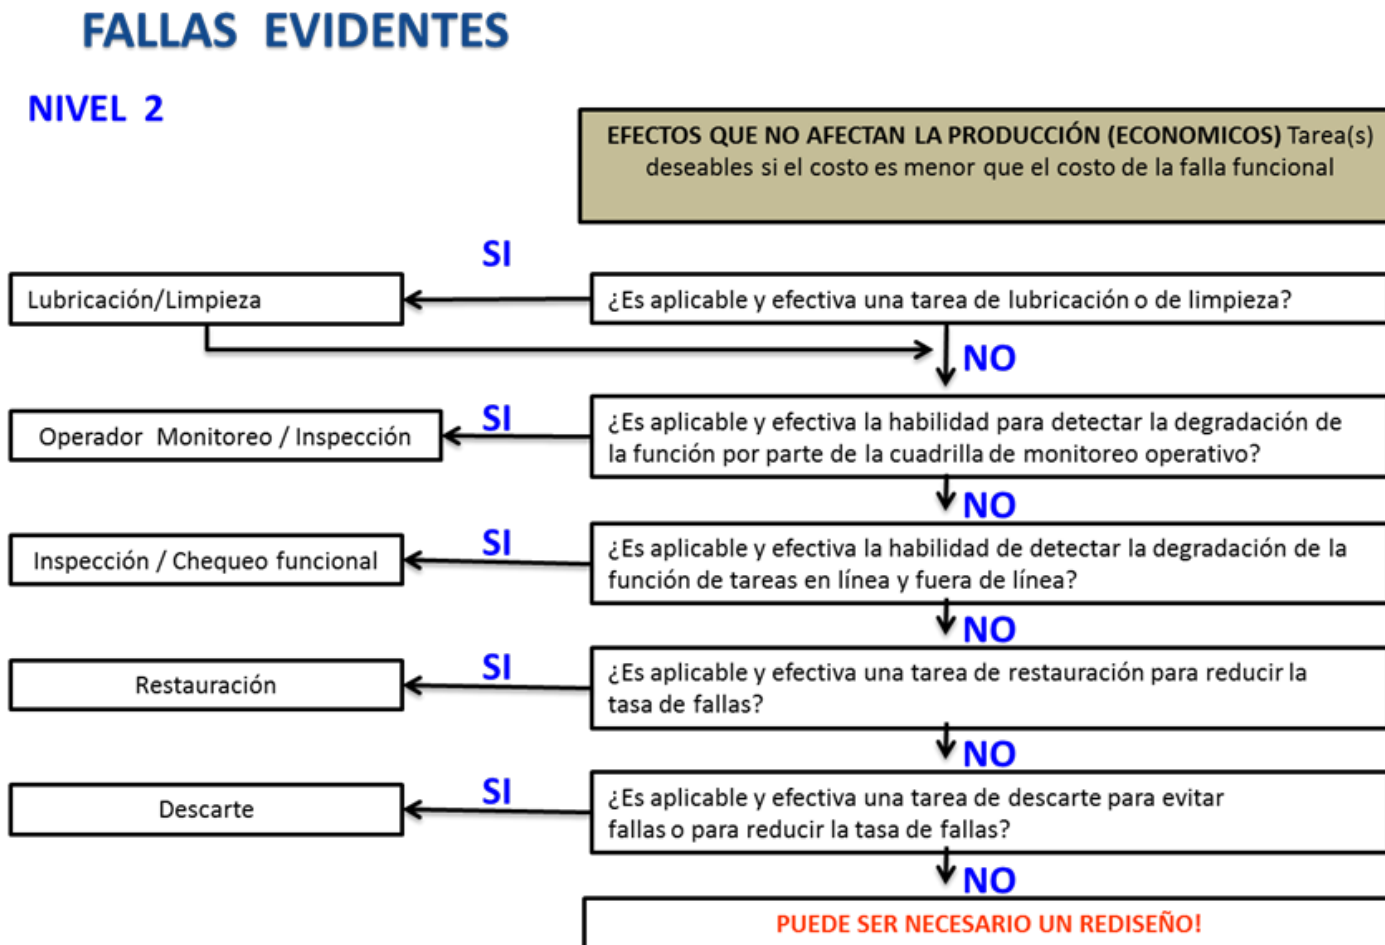 FALLAS EVIDENTES
NIVEL 2
EFECTOS QUE NO AFECTAN LA PRODUCCIÓN (ECONOMICOS) Tarea(s)
deseables si el costo es menor que el costo de la falla funcional
SI
Lubricación/Limpieza
¿Es aplicable y efectiva una tarea de lubricación o de limpieza?
NO
SI
Operador Monitoreo / Inspección
¿Es aplicable y efectiva la habilidad para detectar la degradación de
la función por parte de la cuadrilla de monitoreo operativo?
NO
SI
Inspección / Chequeo funcional
¿Es aplicable y efectiva la habilidad de detectar la degradación de la
función de tareas en línea y fuera de línea?
NO
SI
Restauración
¿Es aplicable y efectiva una tarea de restauración para reducir la
tasa de fallas?
NO
SI
Descarte
¿Es aplicable y efectiva una tarea de descarte para evitar
fallas o para reducir la tasa de fallas?
NO
PUEDE SER NECESARIO UN REDISEÑO!